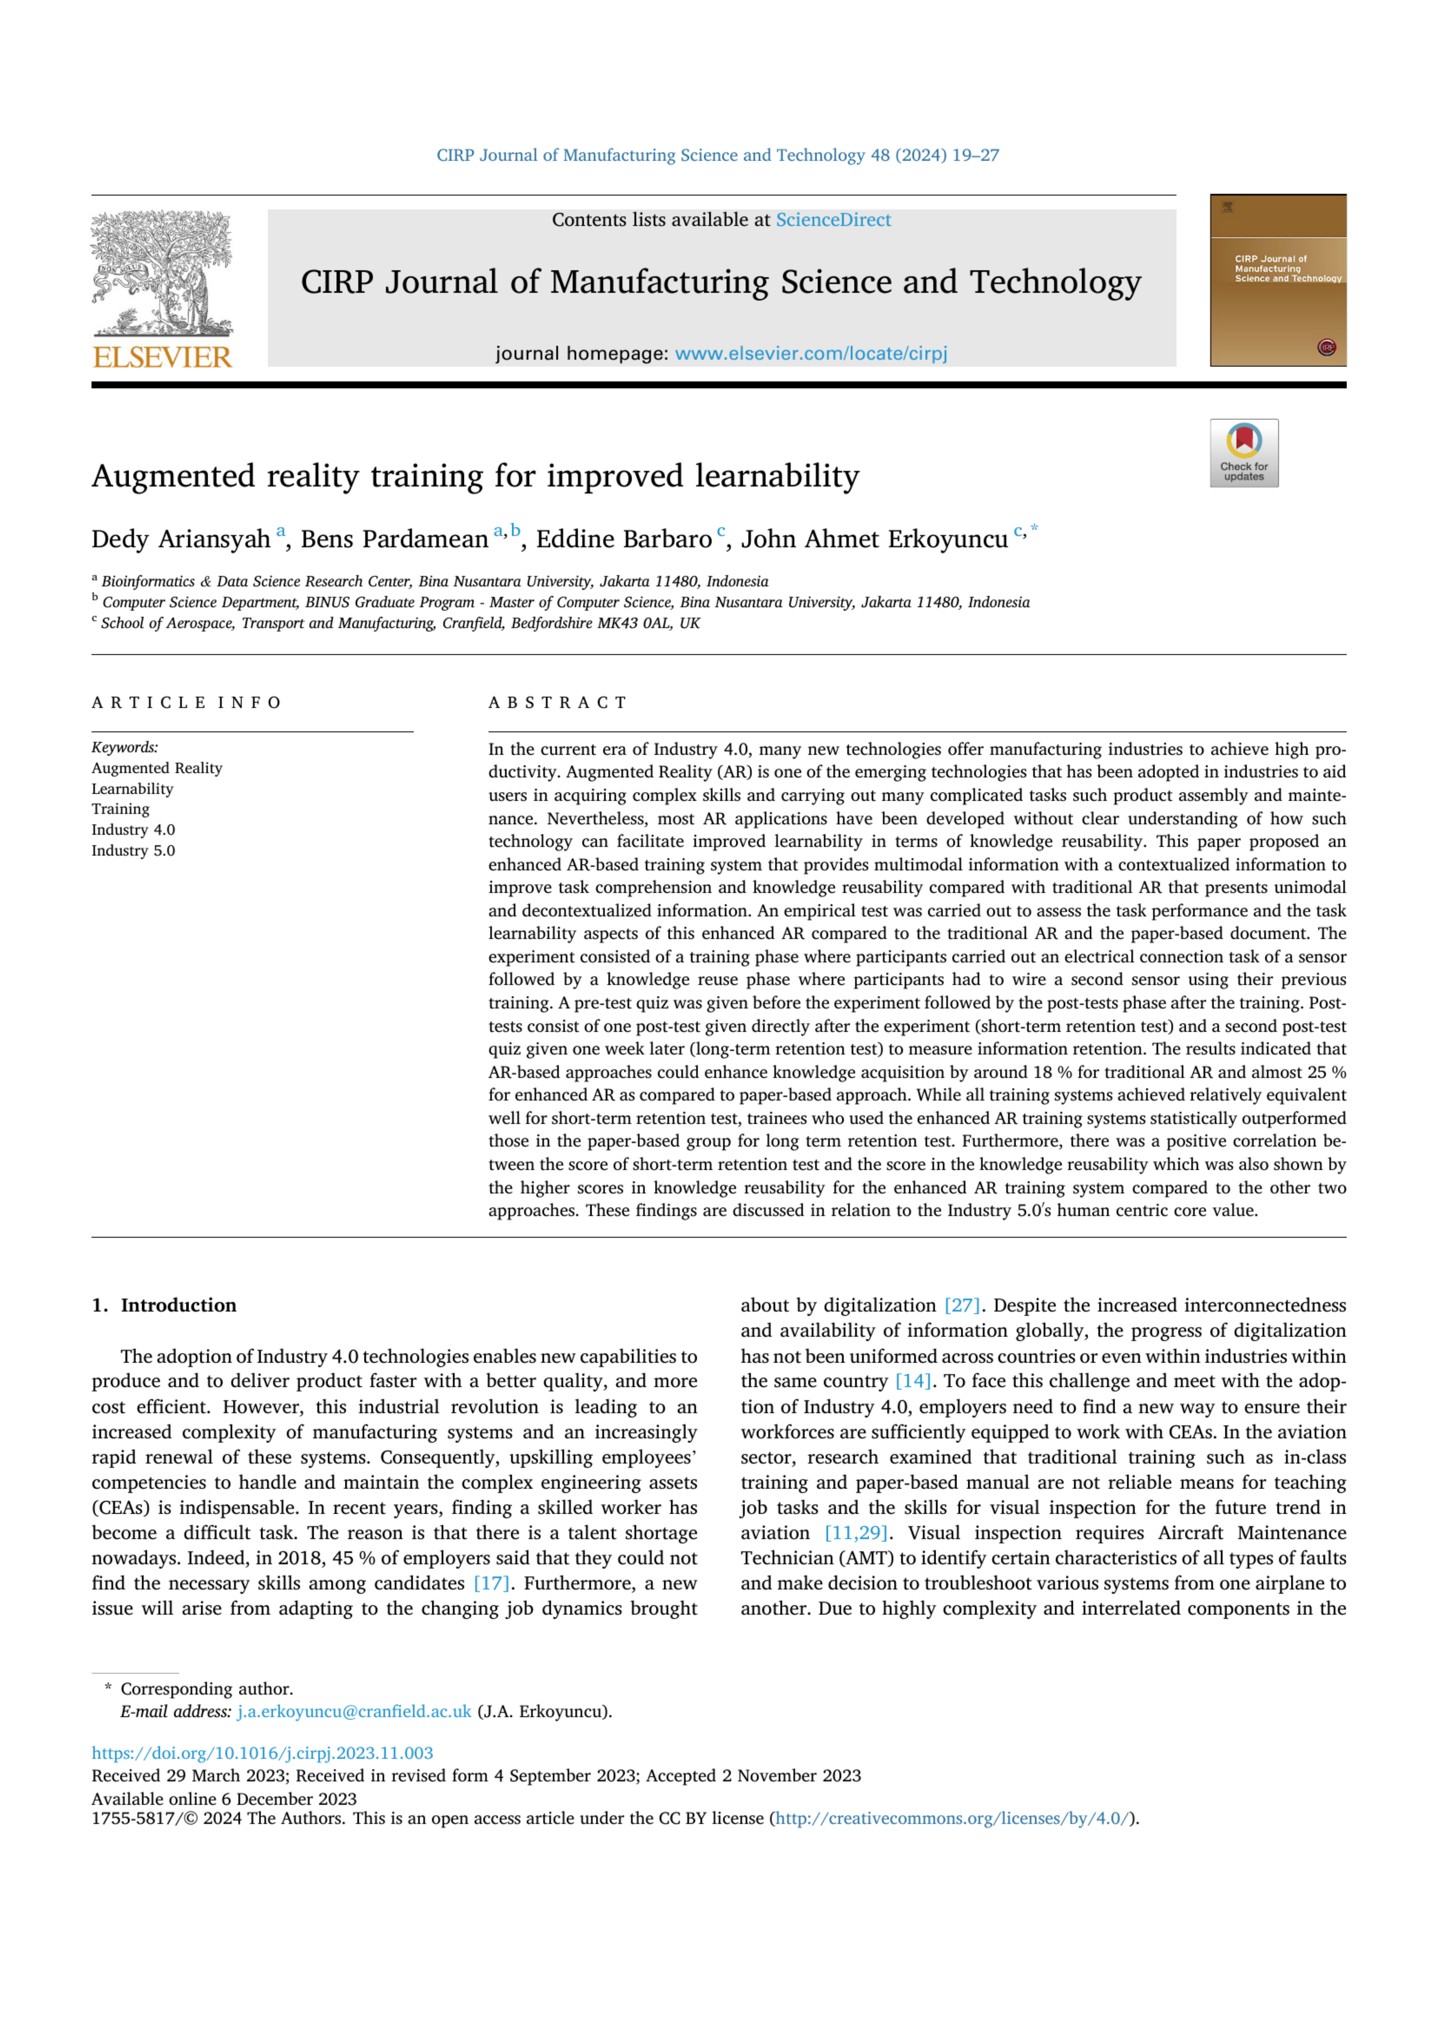 CIRP Journal of Manufacturing Science and Technology 48 (2024) 19–27
Contents lists available at ScienceDirect
CIRP Journal of Manufacturing Science and Technology
journal homepage: www.elsevier.com/locate/cirpj
ELSEVIER
CIRP Journal of
Manufacturing
Science and Technology
Check for
updates
Augmented reality training for improved learnability
Dedy Ariansyah a, Bens Pardamean a,b, Eddine Barbaro c, John Ahmet Erkoyuncu c,*
a Bioinformatics & Data Science Research Center, Bina Nusantara University, Jakarta 11480, Indonesia
b Computer Science Department, BINUS Graduate Program - Master of Computer Science, Bina Nusantara University, Jakarta 11480, Indonesia
c School of Aerospace, Transport and Manufacturing, Cranfield, Bedfordshire MK43 0AL, UK
ARTICLE INFO
Keywords:
Augmented Reality
Learnability
Training
Industry 4.0
Industry 5.0
ABSTRACT
In the current era of Industry 4.0, many new technologies offer manufacturing industries to achieve high pro-
ductivity. Augmented Reality (AR) is one of the emerging technologies that has been adopted in industries to aid
users in acquiring complex skills and carrying out many complicated tasks such product assembly and mainte-
nance. Nevertheless, most AR applications have been developed without clear understanding of how such
technology can facilitate improved learnability in terms of knowledge reusability. This paper proposed an
enhanced AR-based training system that provides multimodal information with a contextualized information to
improve task comprehension and knowledge reusability compared with traditional AR that presents unimodal
and decontextualized information. An empirical test was carried out to assess the task performance and the task
learnability aspects of this enhanced AR compared to the traditional AR and the paper-based document. The
experiment consisted of a training phase where participants carried out an electrical connection task of a sensor
followed by a knowledge reuse phase where participants had to wire a second sensor using their previous
training. A pre-test quiz was given before the experiment followed by the post-tests phase after the training. Post-
tests consist of one post-test given directly after the experiment (short-term retention test) and a second post-test
quiz given one week later (long-term retention test) to measure information retention. The results indicated that
AR-based approaches could enhance knowledge acquisition by around 18 % for traditional AR and almost 25 %
for enhanced AR as compared to paper-based approach. While all training systems achieved relatively equivalent
well for short-term retention test, trainees who used the enhanced AR training systems statistically outperformed
those in the paper-based group for long term retention test. Furthermore, there was a positive correlation be-
tween the score of short-term retention test and the score in the knowledge reusability which was also shown by
the higher scores in knowledge reusability for the enhanced AR training system compared to the other two
approaches. These findings are discussed in relation to the Industry 5.0′s human centric core value.
1. Introduction
The adoption of Industry 4.0 technologies enables new capabilities to
produce and to deliver product faster with a better quality, and more
cost efficient. However, this industrial revolution is leading to an
increased complexity of manufacturing systems and an increasingly
rapid renewal of these systems. Consequently, upskilling employees’
competencies to handle and maintain the complex engineering assets
(CEAs) is indispensable. In recent years, finding a skilled worker has
become a difficult task. The reason is that there is a talent shortage
nowadays. Indeed, in 2018, 45 % of employers said that they could not
find the necessary skills among candidates [17]. Furthermore, a new
issue will arise from adapting to the changing job dynamics brought
about by digitalization [27]. Despite the increased interconnectedness
and availability of information globally, the progress of digitalization
has not been uniformed across countries or even within industries within
the same country [14]. To face this challenge and meet with the adop-
tion of Industry 4.0, employers need to find a new way to ensure their
workforces are sufficiently equipped to work with CEAs. In the aviation
sector, research examined that traditional training such as in-class
training and paper-based manual are not reliable means for teaching
job tasks and the skills for visual inspection for the future trend in
aviation [11,29]. Visual inspection requires Aircraft Maintenance
Technician (AMT) to identify certain characteristics of all types of faults
and make decision to troubleshoot various systems from one airplane to
another. Due to highly complexity and interrelated components in the
* Corresponding author.
E-mail address: j.a.erkoyuncu@cranfield.ac.uk (J.A. Erkoyuncu).
https://doi.org/10.1016/j.cirpj.2023.11.003
Received 29 March 2023; Received in revised form 4 September 2023; Accepted 2 November 2023
Available online 6 December 2023
1755-5817/© 2024 The Authors. This is an open access article under the CC BY license (http://creativecommons.org/licenses/by/4.0/).